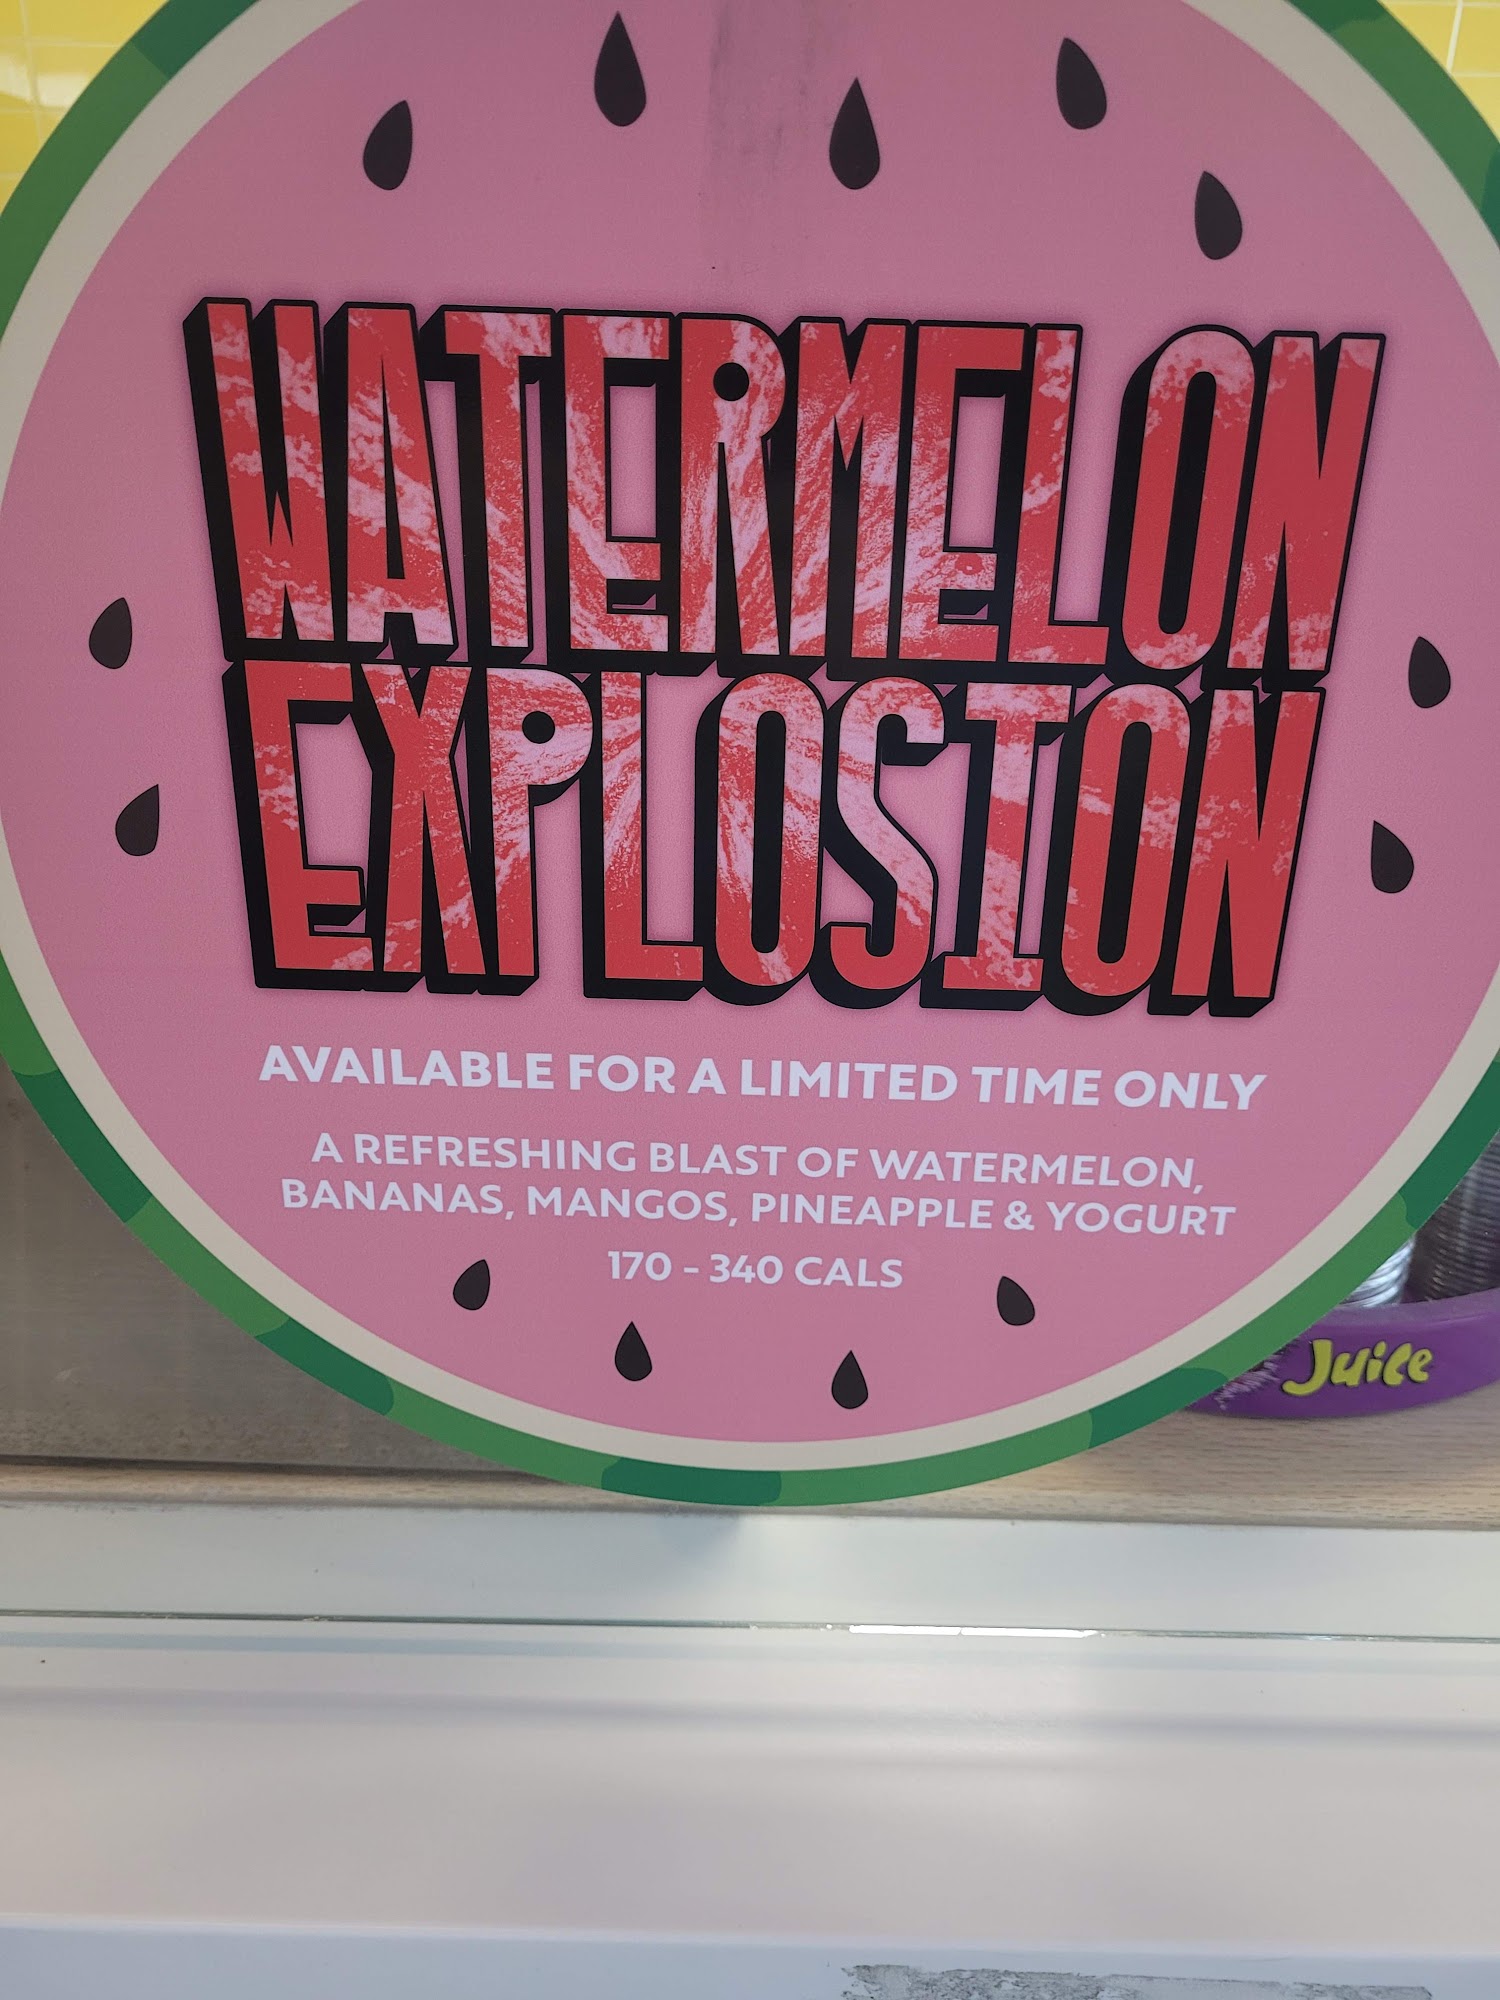 WATERMELON
EXPLOSION
AVAILABLE FOR A LIMITED TIME ONLY
A REFRESHING BLAST OF WATERMELON,
BANANAS, MANGOS, PINEAPPLE & YOGURT
170 - 340 CALS
Juice